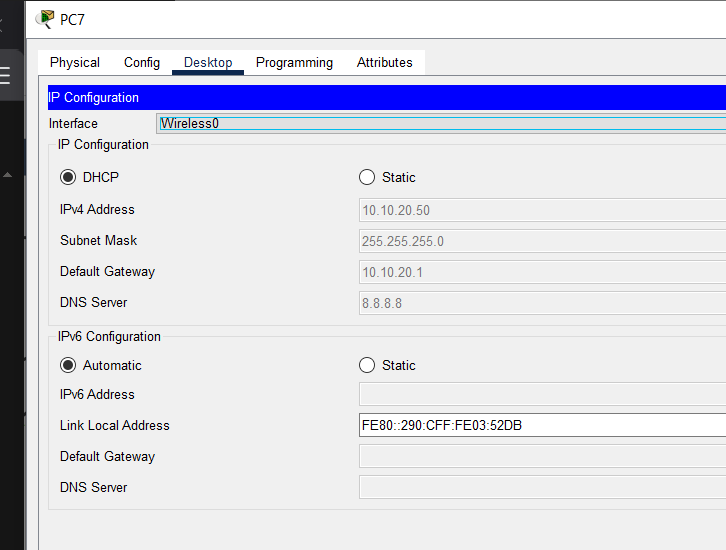 PC7
Physical Config Desktop Programming Attributes
IP Configuration
Interface Wireless0
IP Configuration
DHCP Static
IPv4 Address 10.10.20.50
Subnet Mask 255.255.255.0
Default Gateway 10.10.20.1
DNS Server 8.8.8.8
IPv6 Configuration
Automatic Static
IPv6 Address
Link Local Address FE80::290:CFF:FE03:52DB
Default Gateway
DNS Server